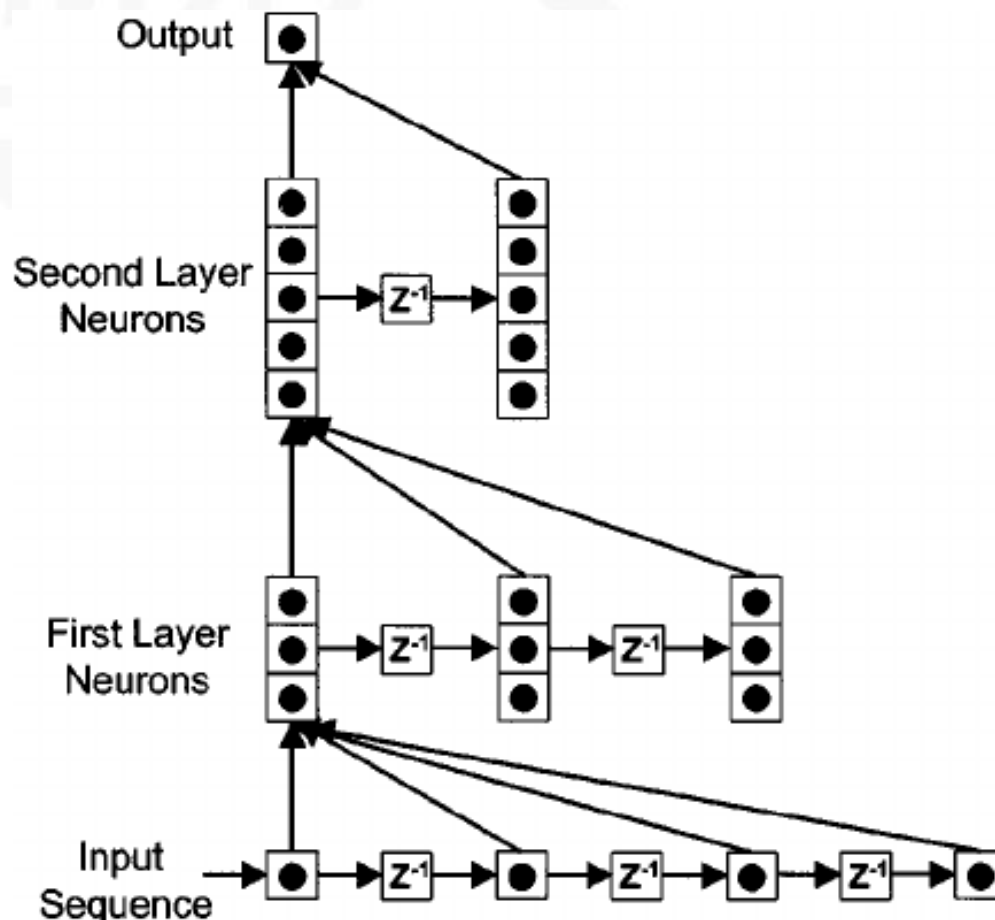 Output
Second Layer
Neurons
Z⁻¹
First Layer
Neurons
Z⁻¹
Z⁻¹
Input
Sequence
Z⁻¹
Z⁻¹
Z⁻¹